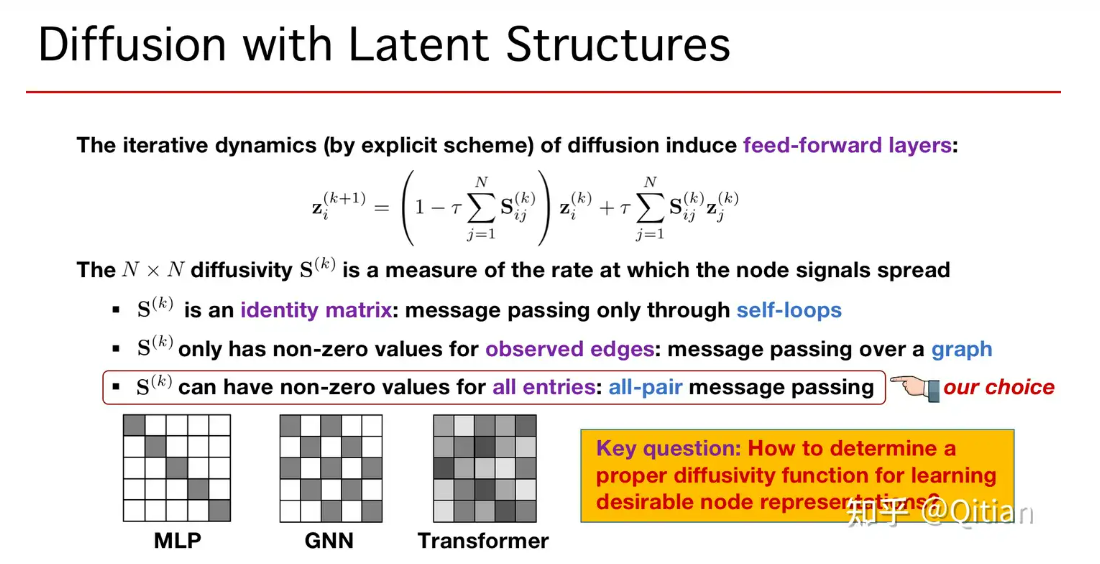 Diffusion with Latent Structures
The iterative dynamics (by explicit scheme) of diffusion induce feed-forward layers:
$\mathbf{z}_i^{(k+1)} = \left(1 - \tau \sum_{j=1}^{N} \mathbf{S}_{ij}^{(k)}\right) \mathbf{z}_i^{(k)} + \tau \sum_{j=1}^{N} \mathbf{S}_{ij}^{(k)} \mathbf{z}_j^{(k)}$
The $N \times N$ diffusivity $\mathbf{S}^{(k)}$ is a measure of the rate at which the node signals spread
▪ $\mathbf{S}^{(k)}$ is an identity matrix: message passing only through self-loops
▪ $\mathbf{S}^{(k)}$ only has non-zero values for observed edges: message passing over a graph
▪ $\mathbf{S}^{(k)}$ can have non-zero values for all entries: all-pair message passing our choice
Key question: How to determine a
proper diffusivity function for learning
desirable node representations?
MLP GNN Transformer
知乎 @Qitian